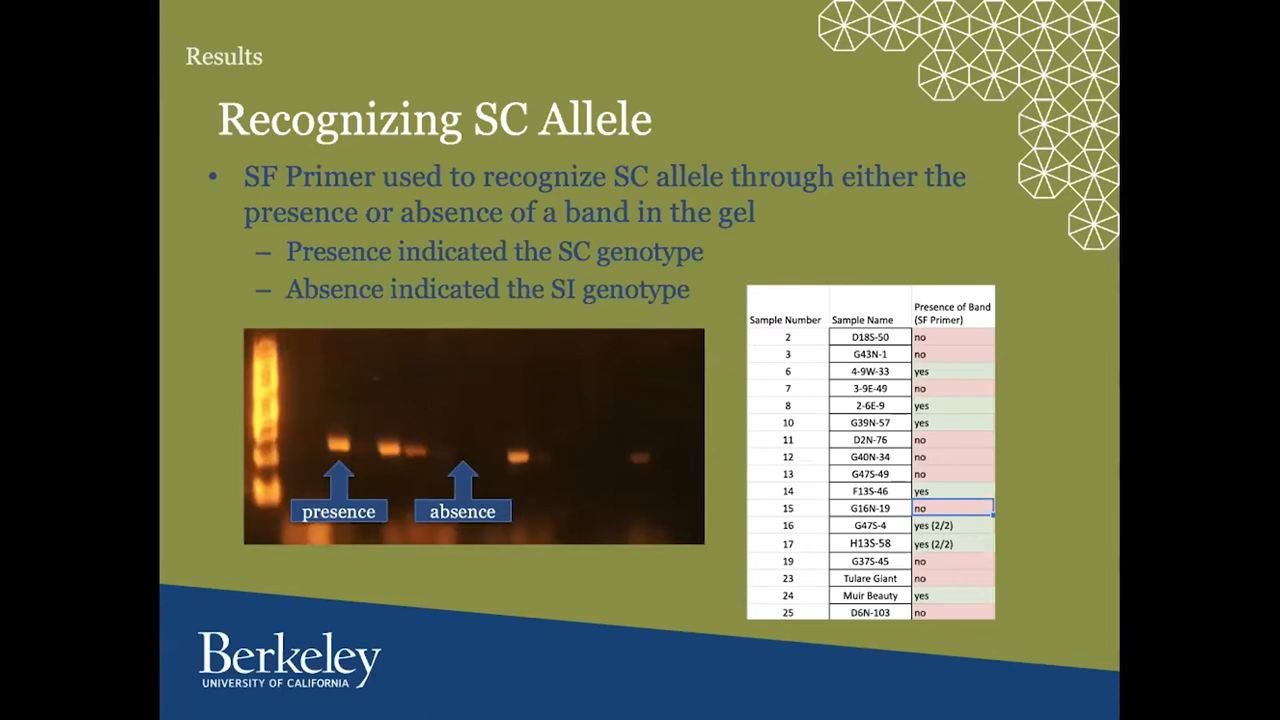 Results
Recognizing SC Allele
• SF Primer used to recognize SC allele through either the
presence or absence of a band in the gel
– Presence indicated the SC genotype
– Absence indicated the SI genotype
presence
absence
Sample Number Sample Name Presence of Band (SF Primer)
2 D18S-50 no
3 G43N-1 no
6 4-9W-33 yes
7 3-9E-49 no
8 2-6E-9 yes
10 G39N-57 yes
11 D2N-76 no
12 G40N-34 no
13 G47S-49 no
14 F13S-46 yes
15 G16N-19 no
16 G47S-4 yes (2/2)
17 H13S-58 yes (2/2)
19 G37S-45 no
23 Tulare Giant no
24 Muir Beauty yes
25 D6N-103 no
Berkeley
UNIVERSITY OF CALIFORNIA